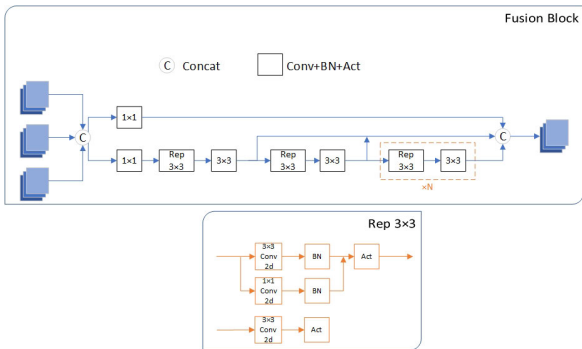 Fusion Block
C Concat
Conv+BN+Act
1×1
C
C
1×1
Rep
3×3
3×3
Rep
3×3
3×3
Rep
3×3
3×3
×N
Rep 3×3
3×3
Conv
2d
BN
Act
1×1
Conv
2d
BN
3×3
Conv
2d
Act